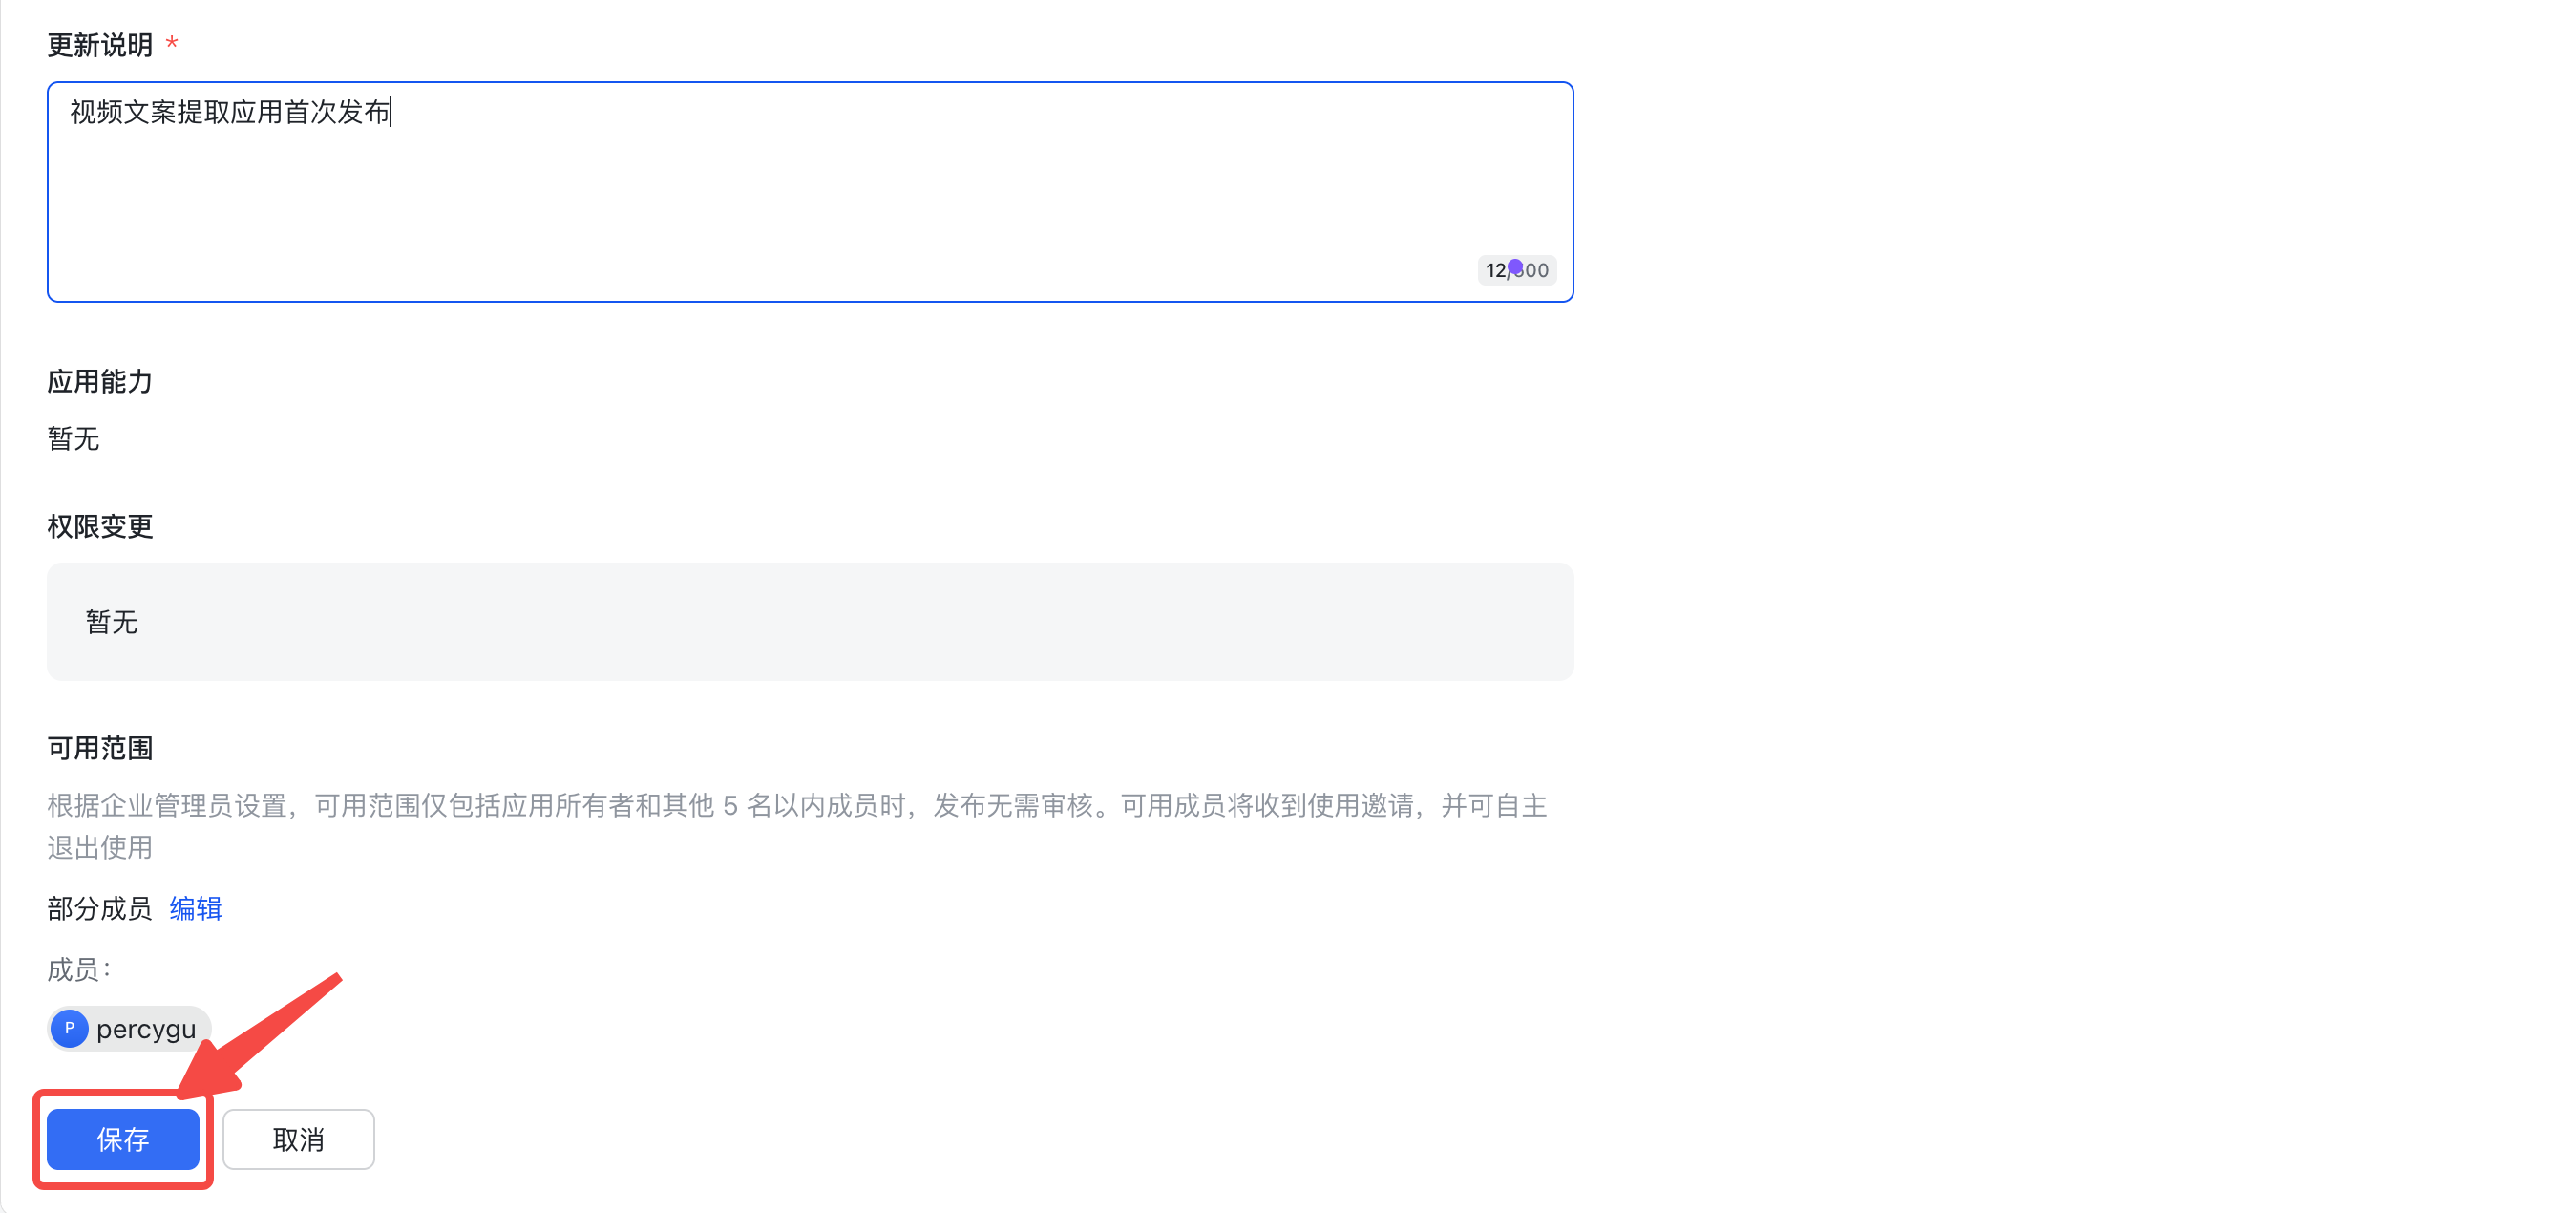 更新说明 *
视频文案提取应用首次发布
12/
应用能力
暂无
权限变更
暂无
可用范围
根据企业管理员设置，可用范围仅包括应用所有者和其他 5 名以内成员时，发布无需审核。可用成员将收到使用邀请，并可自主
退出使用
部分成员 编辑
成员：
P percygu
保存 取消